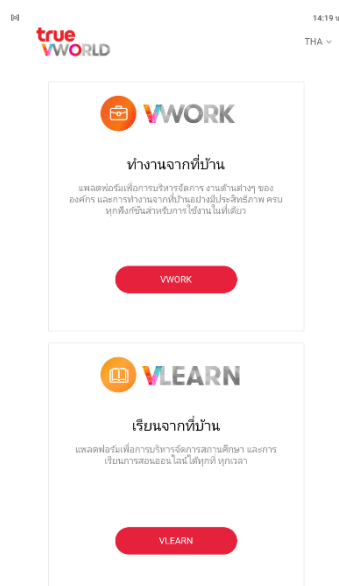 14:19 น
true
VWORLD
THA
VWORK
ทำงานจากที่บ้าน
แพลตฟอร์มเพื่อการบริหารจัดการ งานด้านต่างๆ ของ
องค์กร และการทำงานจากที่บ้านอย่างมีประสิทธิภาพ ครบ
ทุกฟังก์ชันสำหรับการใช้งานในที่เดียว
VWORK
VLEARN
เรียนจากที่บ้าน
แพลตฟอร์มเพื่อการบริหารจัดการสถานศึกษา และการ
เรียนการสอนออนไลน์ได้ทุกที่ ทุกเวลา
VLEARN